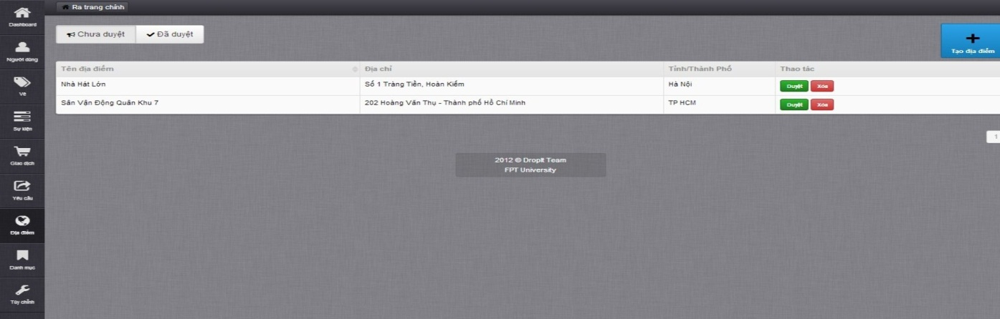 Ra trang chính
Dashboard
Người dùng
Vé
Sự kiện
Giao dịch
Yêu cầu
Địa điểm
Danh mục
Tùy chỉnh
Chưa duyệt Đã duyệt
Tạo địa điểm
Tên địa điểm Địa chỉ Tỉnh/Thành Phố Thao tác
Nhà Hát Lớn Số 1 Tràng Tiền, Hoàn Kiếm Hà Nội Duyệt Xóa
Sân Vận Động Quân Khu 7 202 Hoàng Văn Thụ - Thành phố Hồ Chí Minh TP HCM Duyệt Xóa
1
2012 © DropIt Team
FPT University